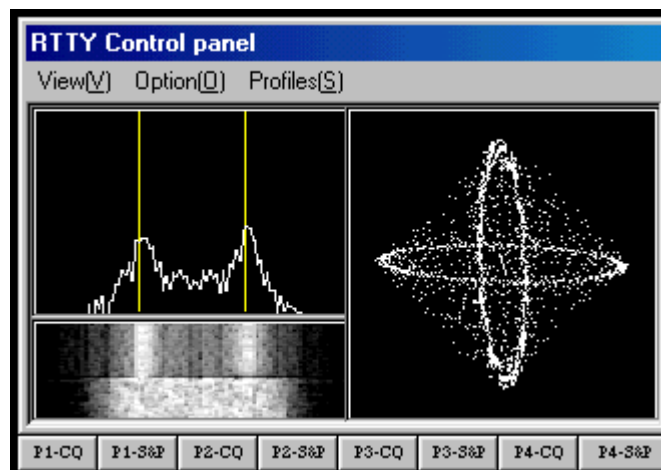 RTTY Control panel
View(V) Option(O) Profiles(S)
P1-CQ P1-S&P P2-CQ P2-S&P P3-CQ P3-S&P P4-CQ P4-S&P